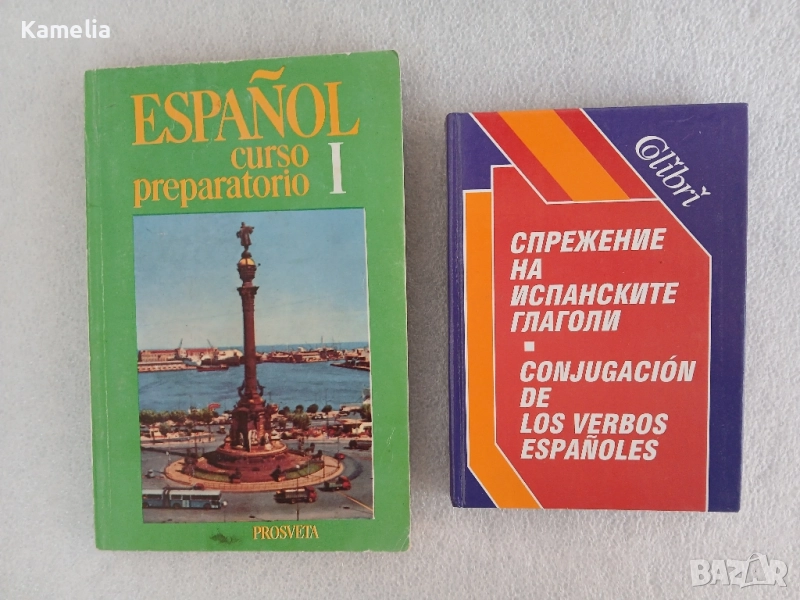 Kamelia
ESPAÑOL
curso
preparatorio I
PROSVETA
Colibri
СПРЕЖЕНИЕ
НА
ИСПАНСКИТЕ
ГЛАГОЛИ
CONJUGACIÓN
DE
LOS VERBOS
ESPAÑOLES
BAZAR